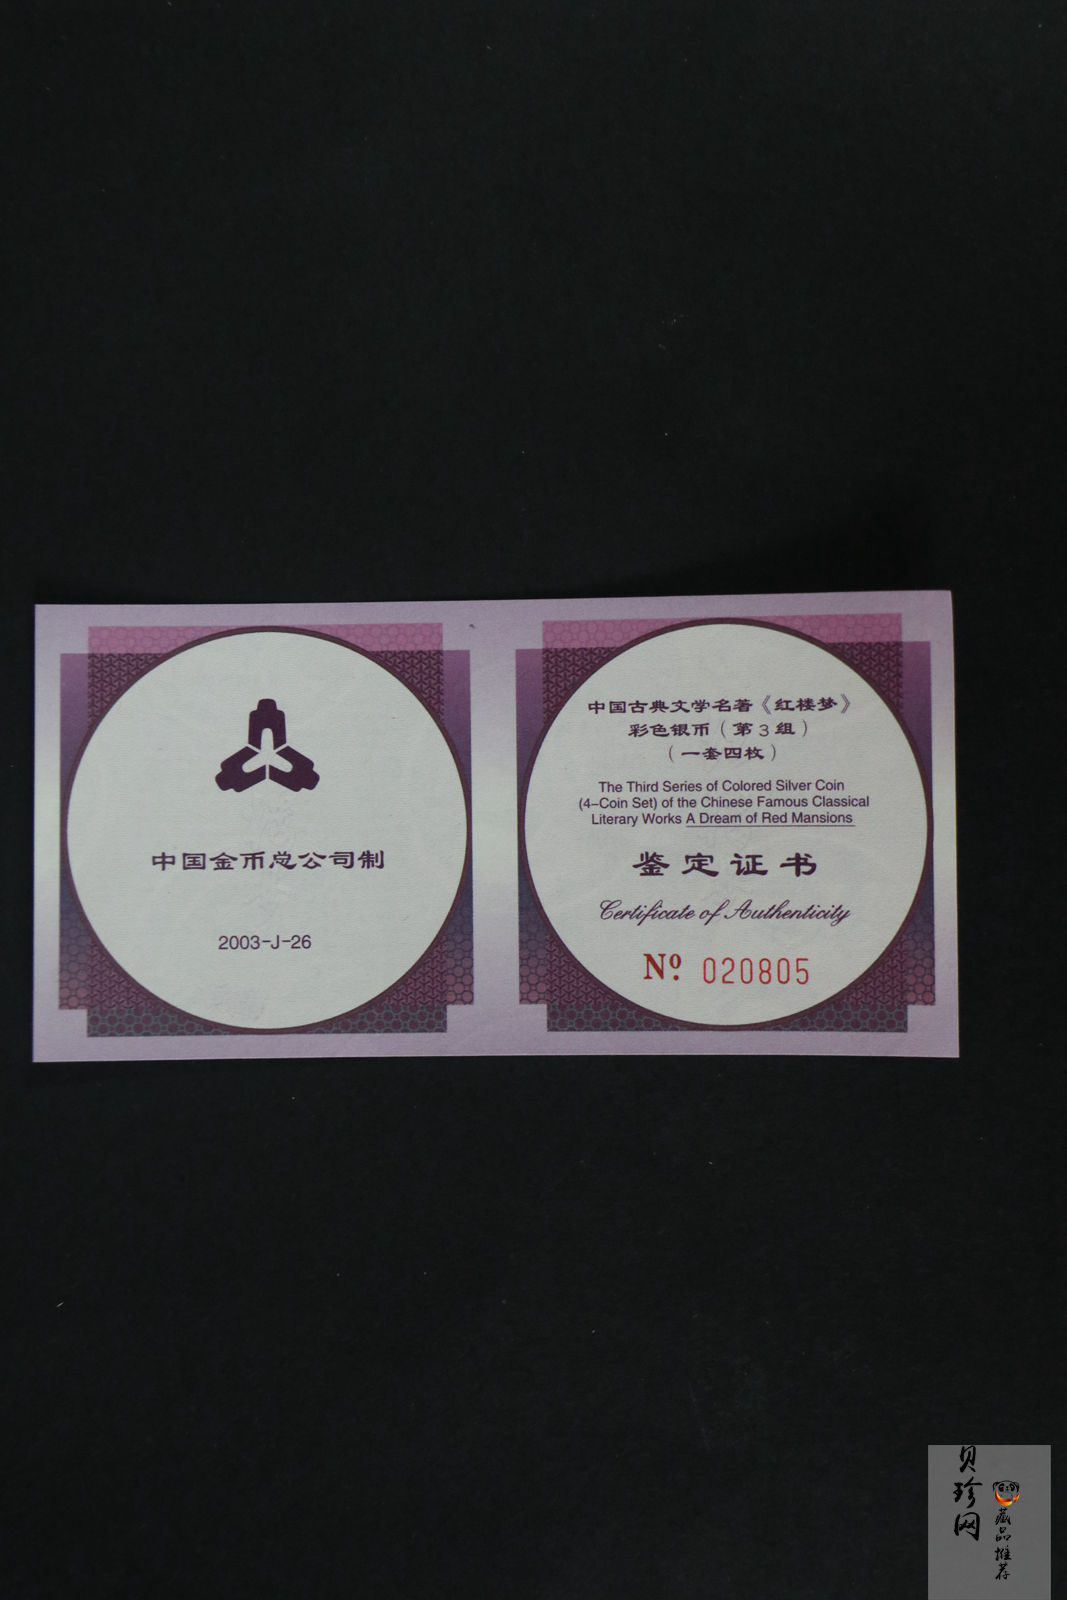 中国金币总公司制
2003-J-26
中国古典文学名著《红楼梦》
彩色银币(第3组)
(一套四枚)
The Third Series of Colored Silver Coin
(4-Coin Set) of the Chinese Famous Classical
Literary Works A Dream of Red Mansions
鉴定证书
Certificate of Authenticity
Nº 020805
贝珍网
藏品推荐